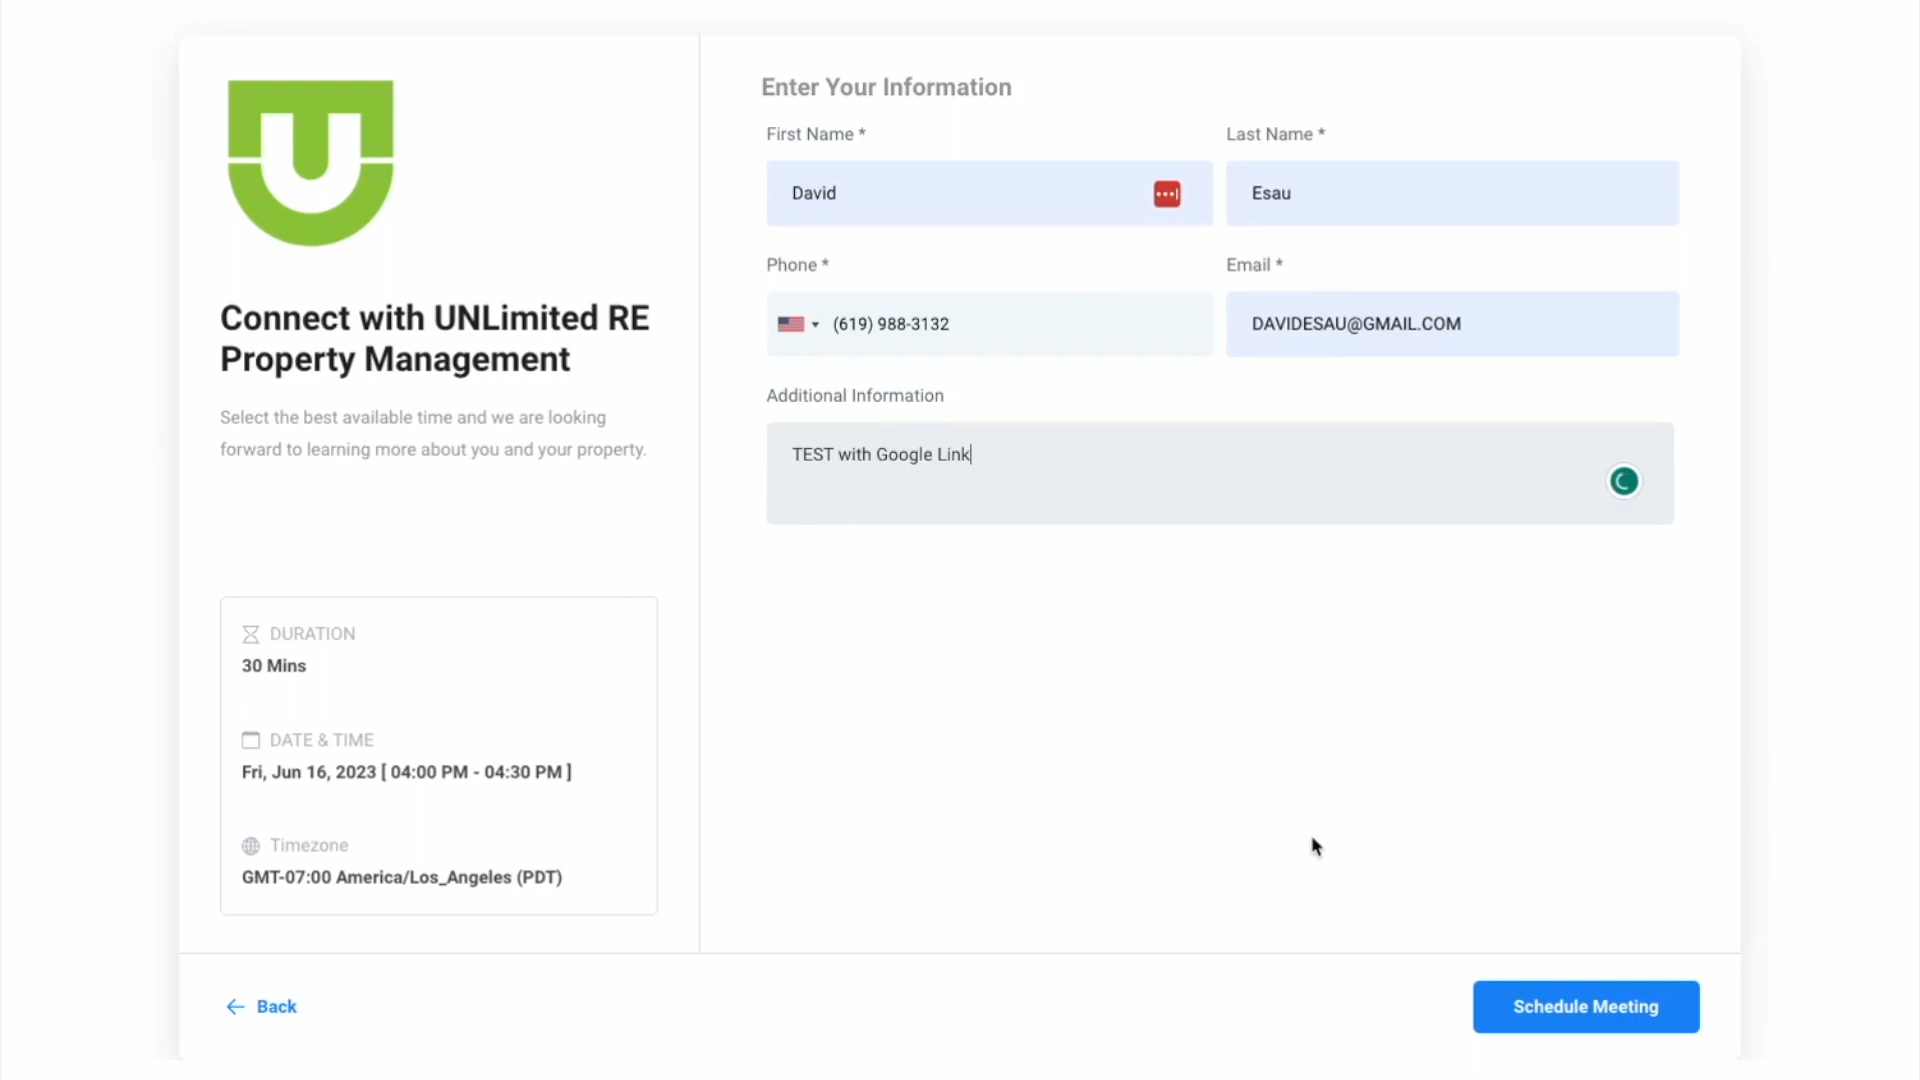 U
Connect with UNLimited RE
Property Management
Select the best available time and we are looking
forward to learning more about you and your property.
DURATION
30 Mins
DATE & TIME
Fri, Jun 16, 2023 [ 04:00 PM - 04:30 PM ]
Timezone
GMT-07:00 America/Los_Angeles (PDT)
Enter Your Information
First Name *
Last Name *
David
Esau
Phone *
Email *
(619) 988-3132
DAVIDESAU@GMAIL.COM
Additional Information
TEST with Google Link
Back
Schedule Meeting